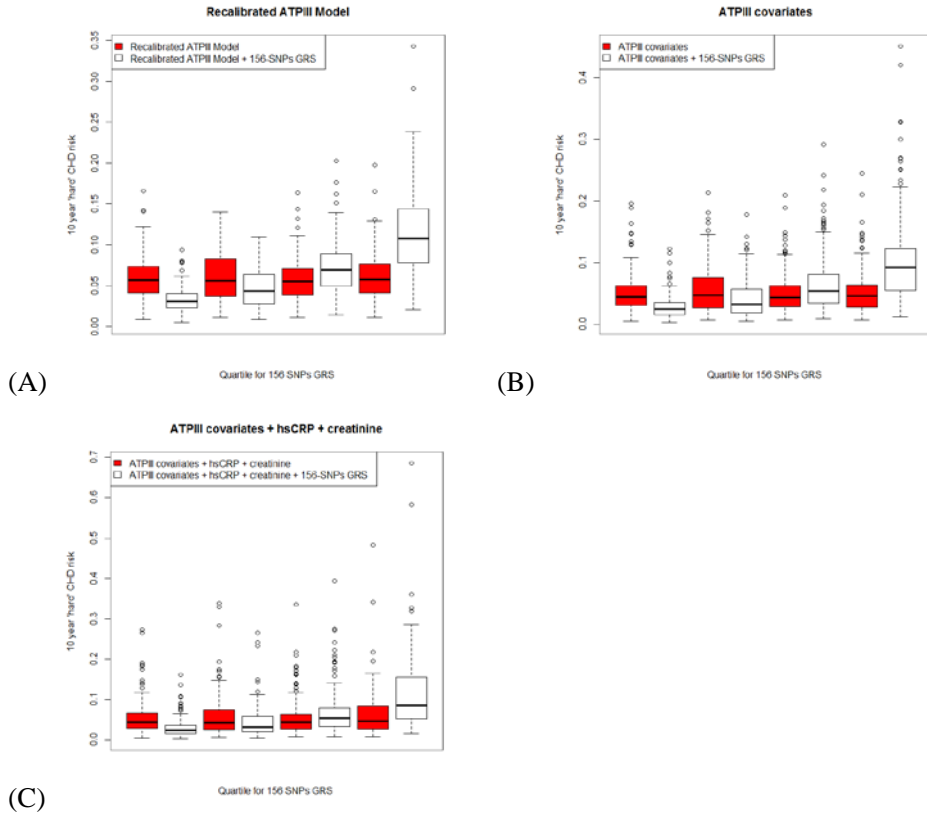 Recalibrated ATPIII Model
Recalibrated ATPIII Model
Recalibrated ATPIII Model + 156-SNPs GRS
10 year 'hard' CHD risk
0.35
0.30
0.25
0.20
0.15
0.10
0.05
0.00
Quartile for 156 SNPs GRS
(A)
ATPIII covariates
ATPIII covariates
ATPIII covariates + 156-SNPs GRS
10 year 'hard' CHD risk
0.4
0.3
0.2
0.1
0.0
Quartile for 156 SNPs GRS
(B)
ATPIII covariates + hsCRP + creatinine
ATPIII covariates + hsCRP + creatinine
ATPIII covariates + hsCRP + creatinine + 156-SNPs GRS
10 year 'hard' CHD risk
0.7
0.6
0.5
0.4
0.3
0.2
0.1
0.0
Quartile for 156 SNPs GRS
(C)